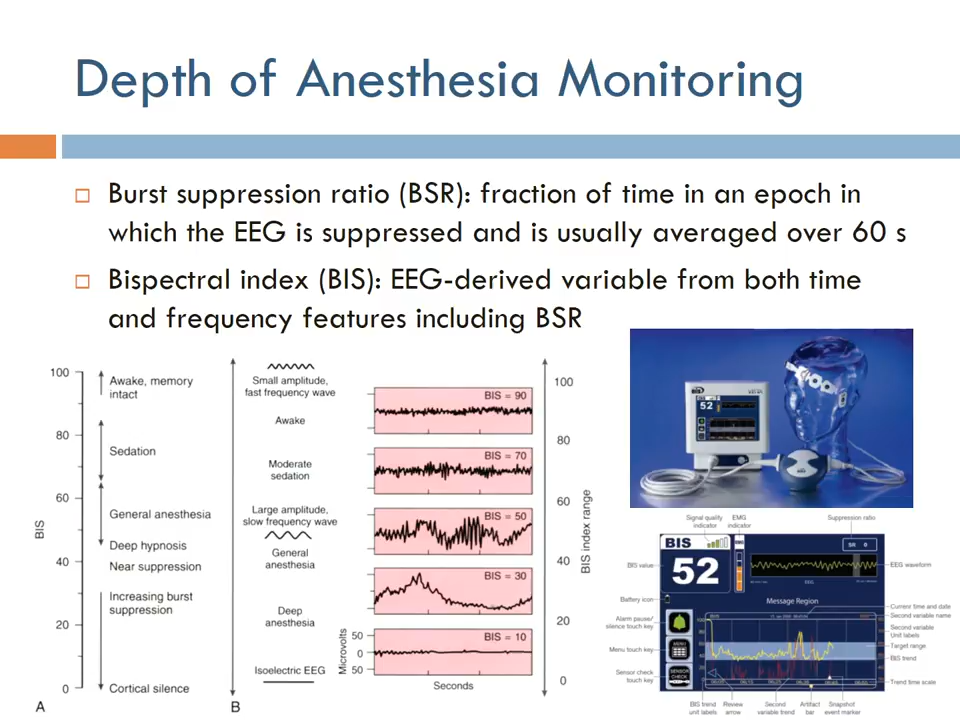 Depth of Anesthesia Monitoring
Burst suppression ratio (BSR): fraction of time in an epoch in
which the EEG is suppressed and is usually averaged over 60 s
Bispectral index (BIS): EEG-derived variable from both time
and frequency features including BSR
BIS
100
80
60
40
20
0
Awake, memory
intact
Sedation
General anesthesia
Deep hypnosis
Near suppression
Increasing burst
suppression
Cortical silence
A
Small amplitude,
fast frequency wave
Awake
Moderate
sedation
Large amplitude,
slow frequency wave
General
anesthesia
Deep
anesthesia
Isoelectric EEG
B
BIS = 90
BIS = 70
BIS = 50
BIS = 30
BIS = 10
Microvolts
50
0
50
Seconds
100
80
60
40
20
0
BIS index range
BIS
52
Signal quality
indicator
EMG
indicator
Suppression ratio
BIS value
Battery icon
Alarm pause/
silence touch key
Menu touch key
Sensor check
touch key
BIS
52
EMG
SR 0
EEG
Message Region
MENU
SENSOR
CHECK
EEG waveform
Current time and date
Second variable name
Second variable
Unit labels
Target range
BIS trend
Trend time scale
BIS trend
unit labels
Review
arrow
Second
variable trend
Artifact
bar
Snapshot
event marker